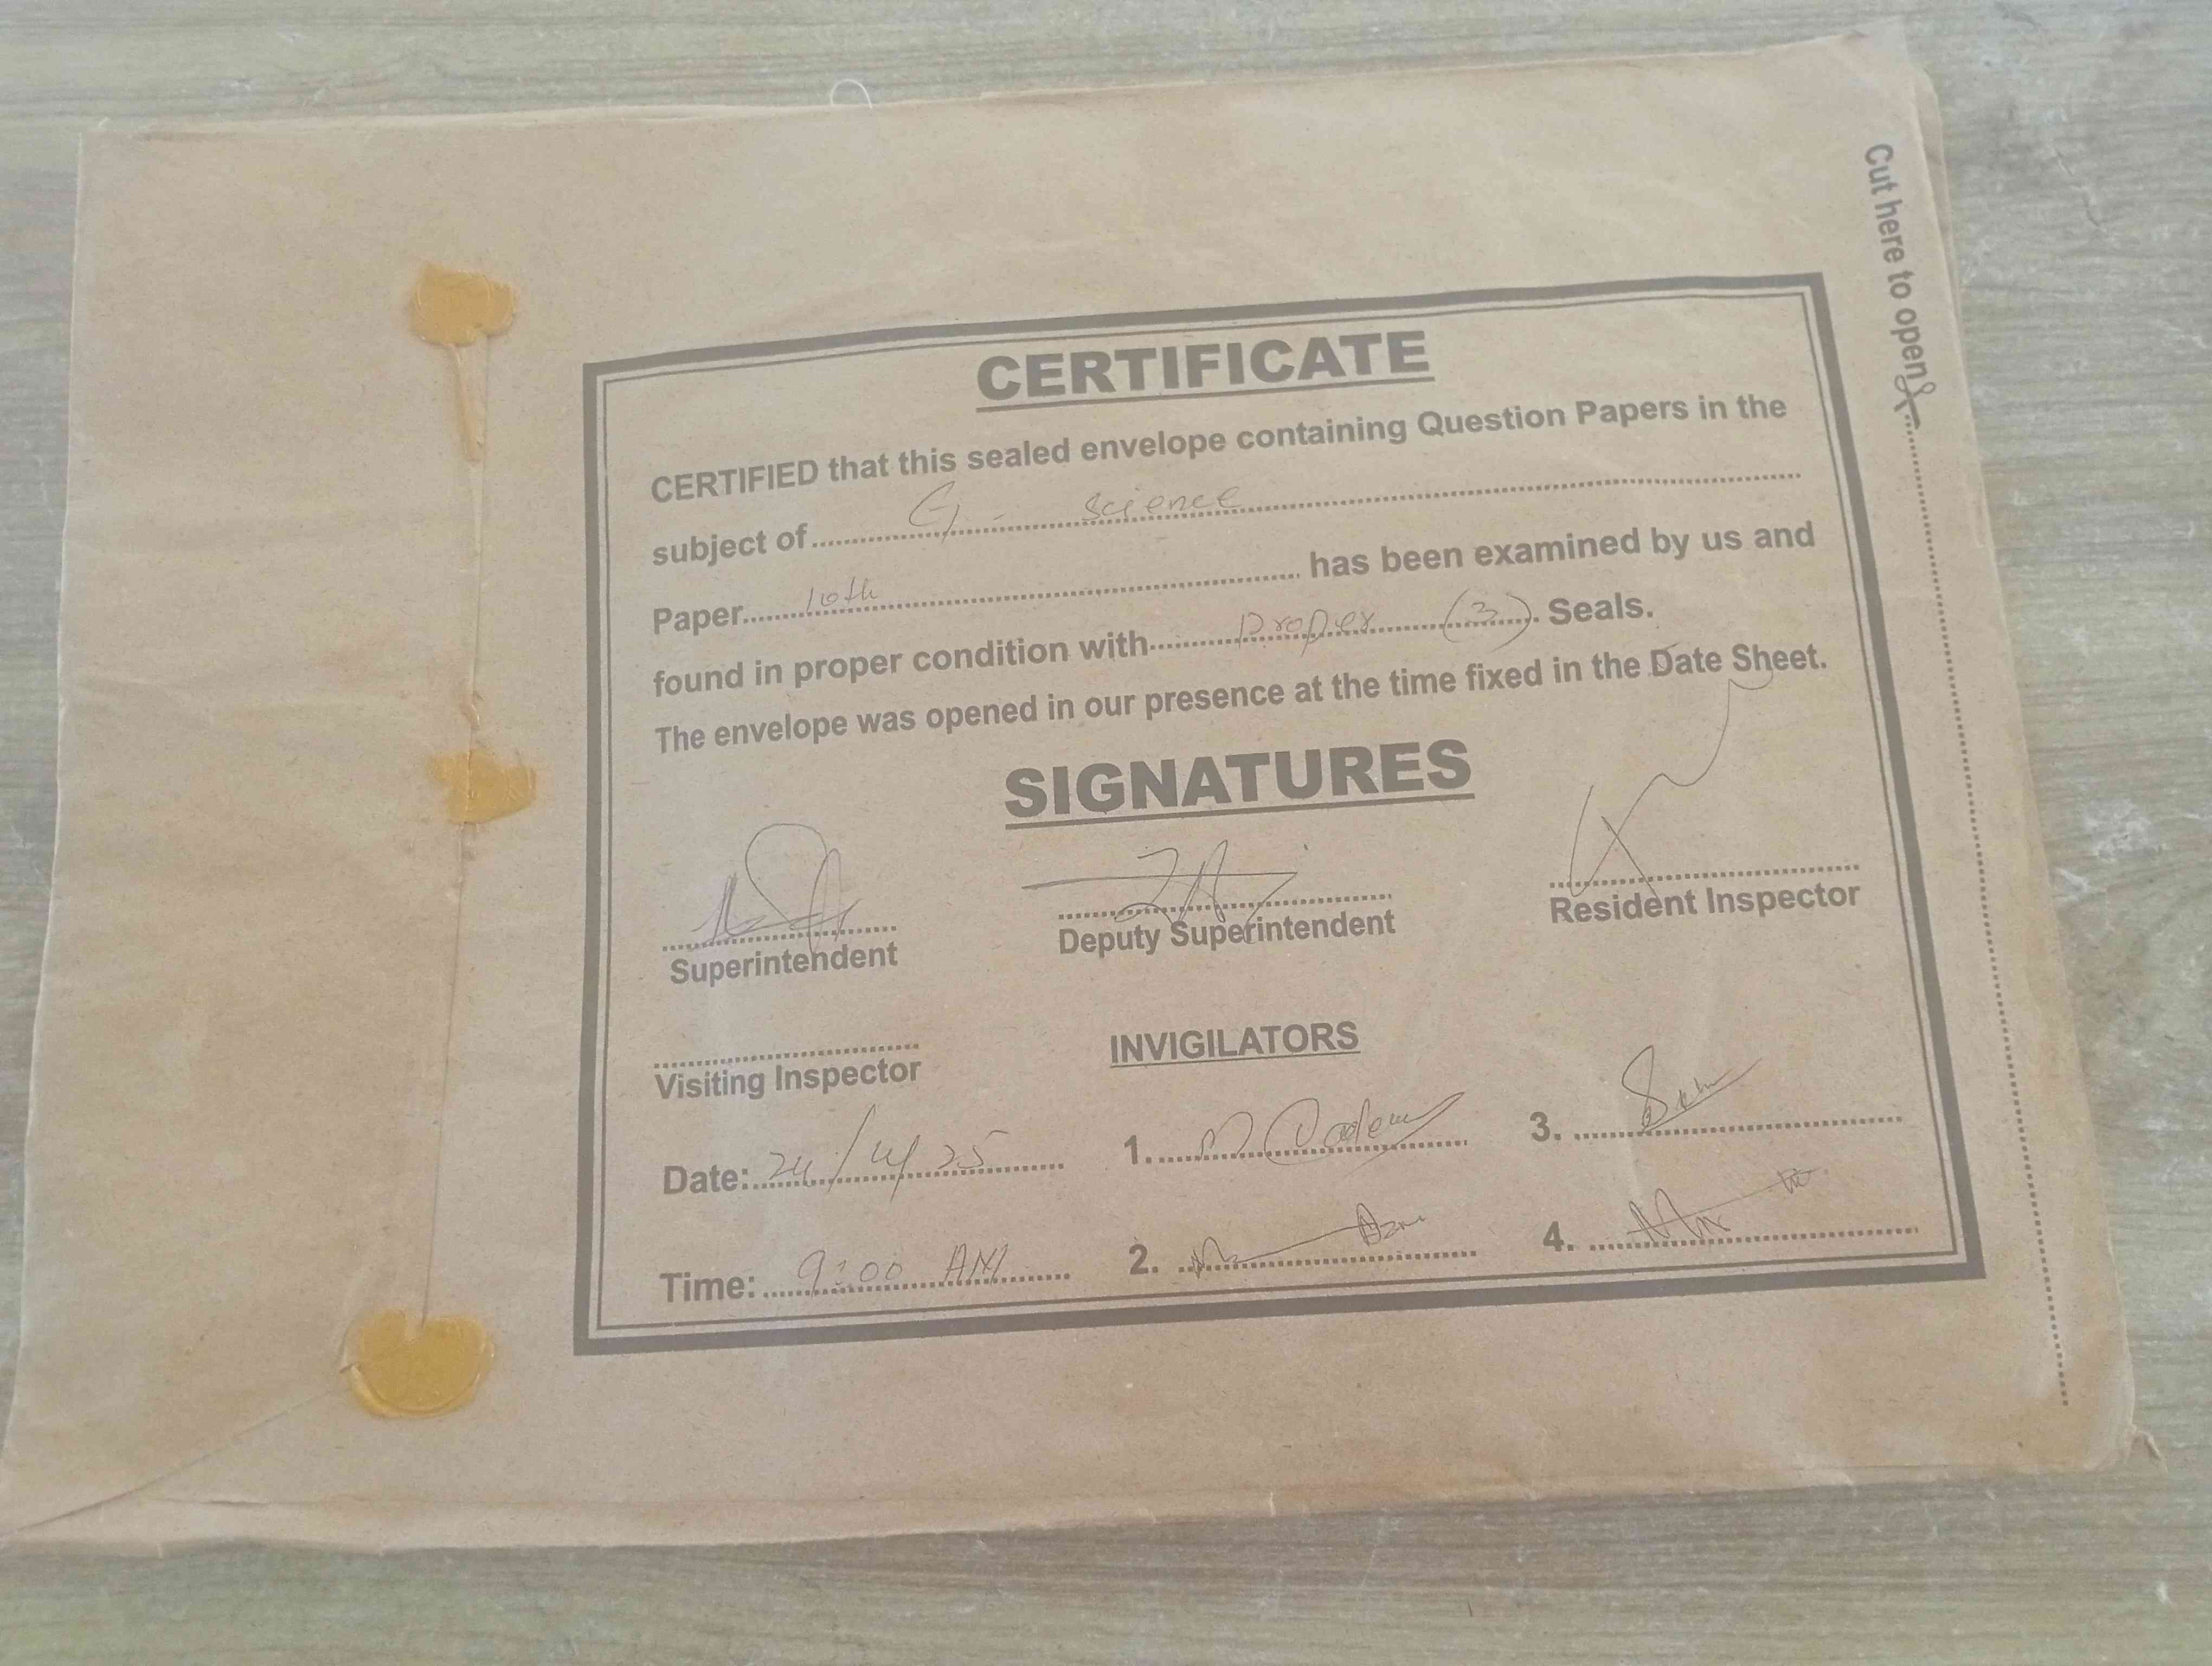 Cut here to open
CERTIFICATE
CERTIFIED that this sealed envelope containing Question Papers in the
subject of G. Science
Paper 10th has been examined by us and
found in proper condition with Proper (3) Seals.
The envelope was opened in our presence at the time fixed in the Date Sheet.
SIGNATURES
Superintendent Deputy Superintendent Resident Inspector
Visiting Inspector INVIGILATORS
Date: 24/4/25 1. 3.
Time: 9:00 AM 2. 4.